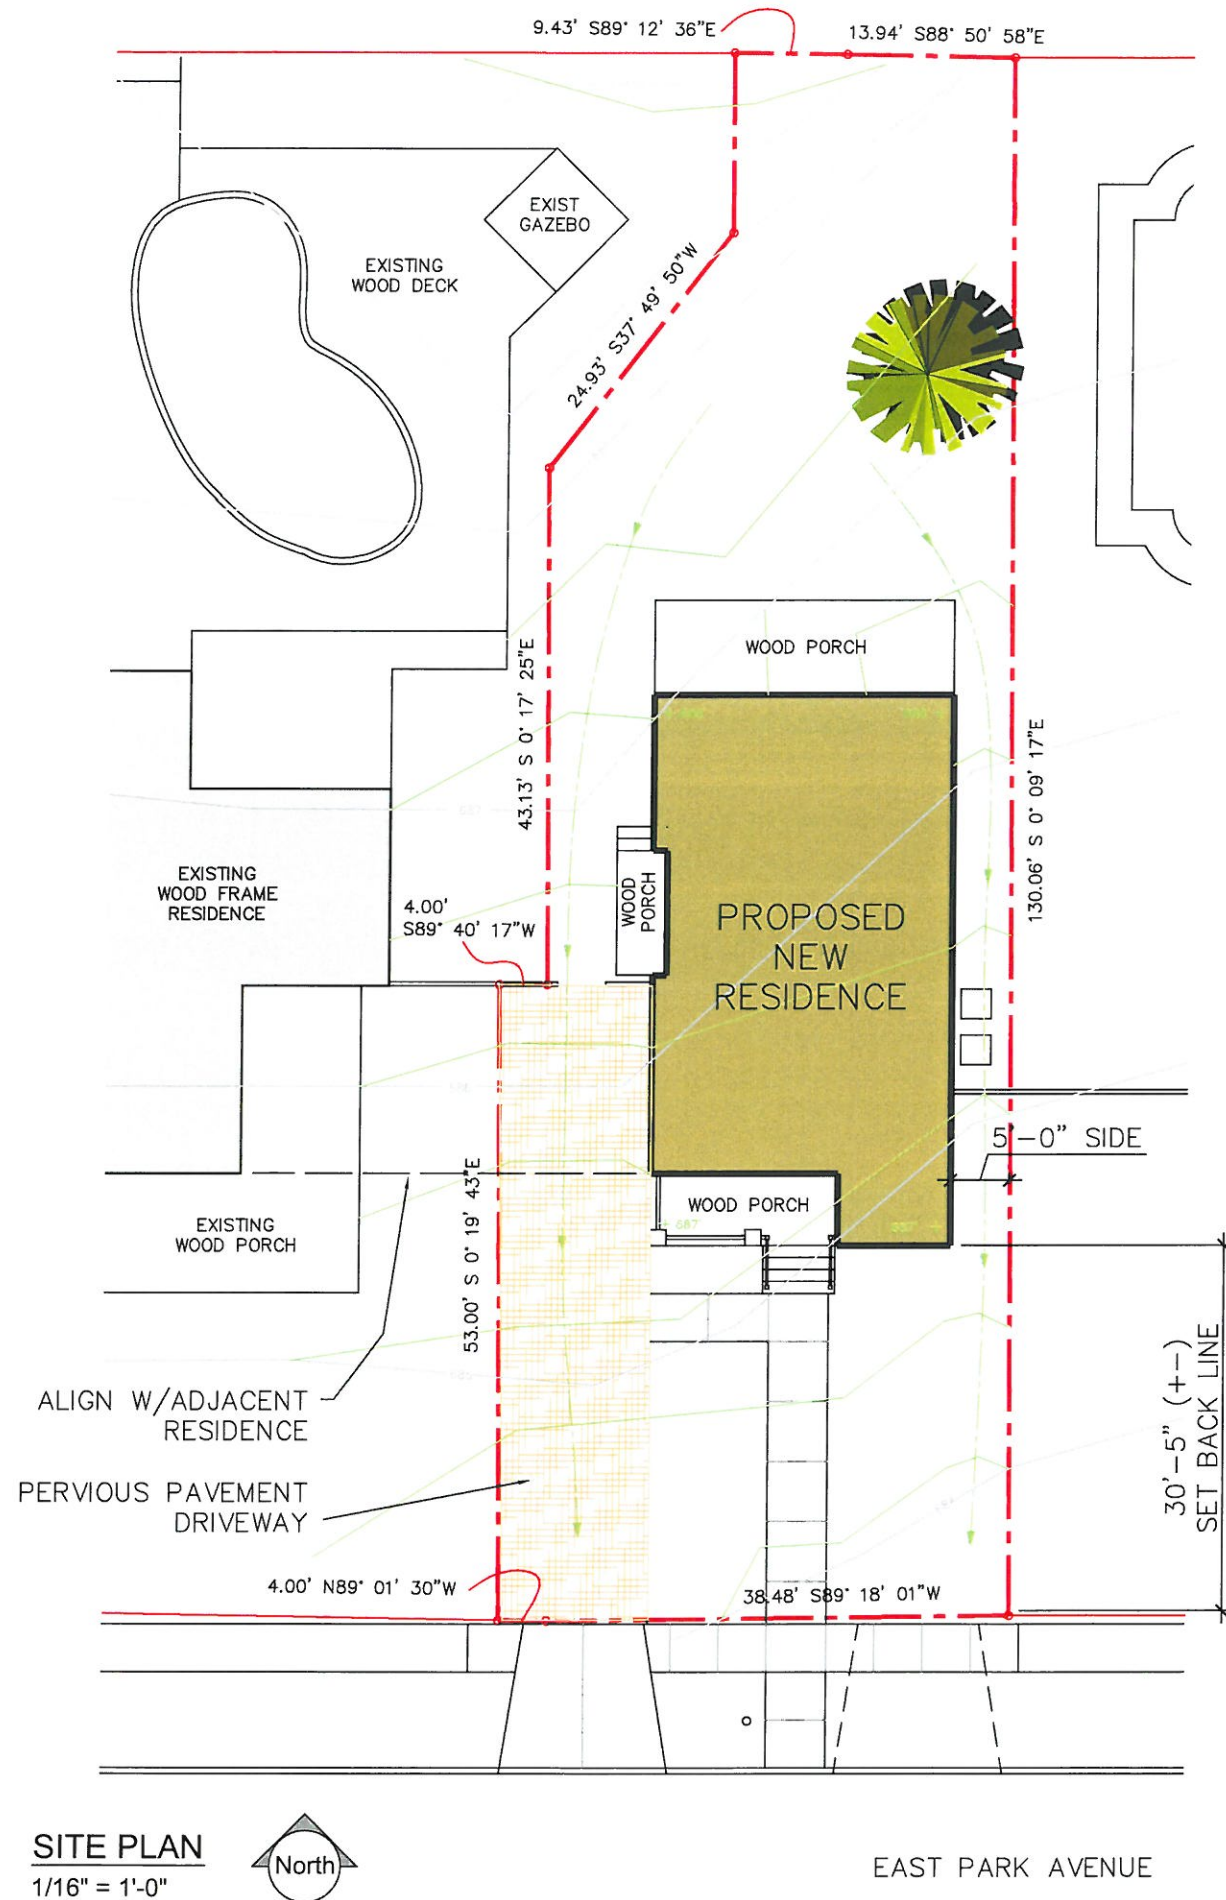 9.43' S89° 12' 36"E
13.94' S88° 50' 58"E
EXIST
GAZEBO
EXISTING
WOOD DECK
24.93' S37° 49' 50"W
WOOD PORCH
43.13' S 0° 17' 25"E
130.06' S 0° 09' 17"E
EXISTING
WOOD FRAME
RESIDENCE
4.00'
S89° 40' 17"W
WOOD
PORCH
PROPOSED
NEW
RESIDENCE
5'-0" SIDE
53.00' S 0° 19' 43"E
EXISTING
WOOD PORCH
WOOD PORCH
+ 687'
ALIGN W/ADJACENT
RESIDENCE
PERVIOUS PAVEMENT
DRIVEWAY
30'-5" (+-)
SET BACK LINE
4.00' N89° 01' 30"W
38.48' S89° 18' 01"W
SITE PLAN
1/16" = 1'-0"
North
EAST PARK AVENUE